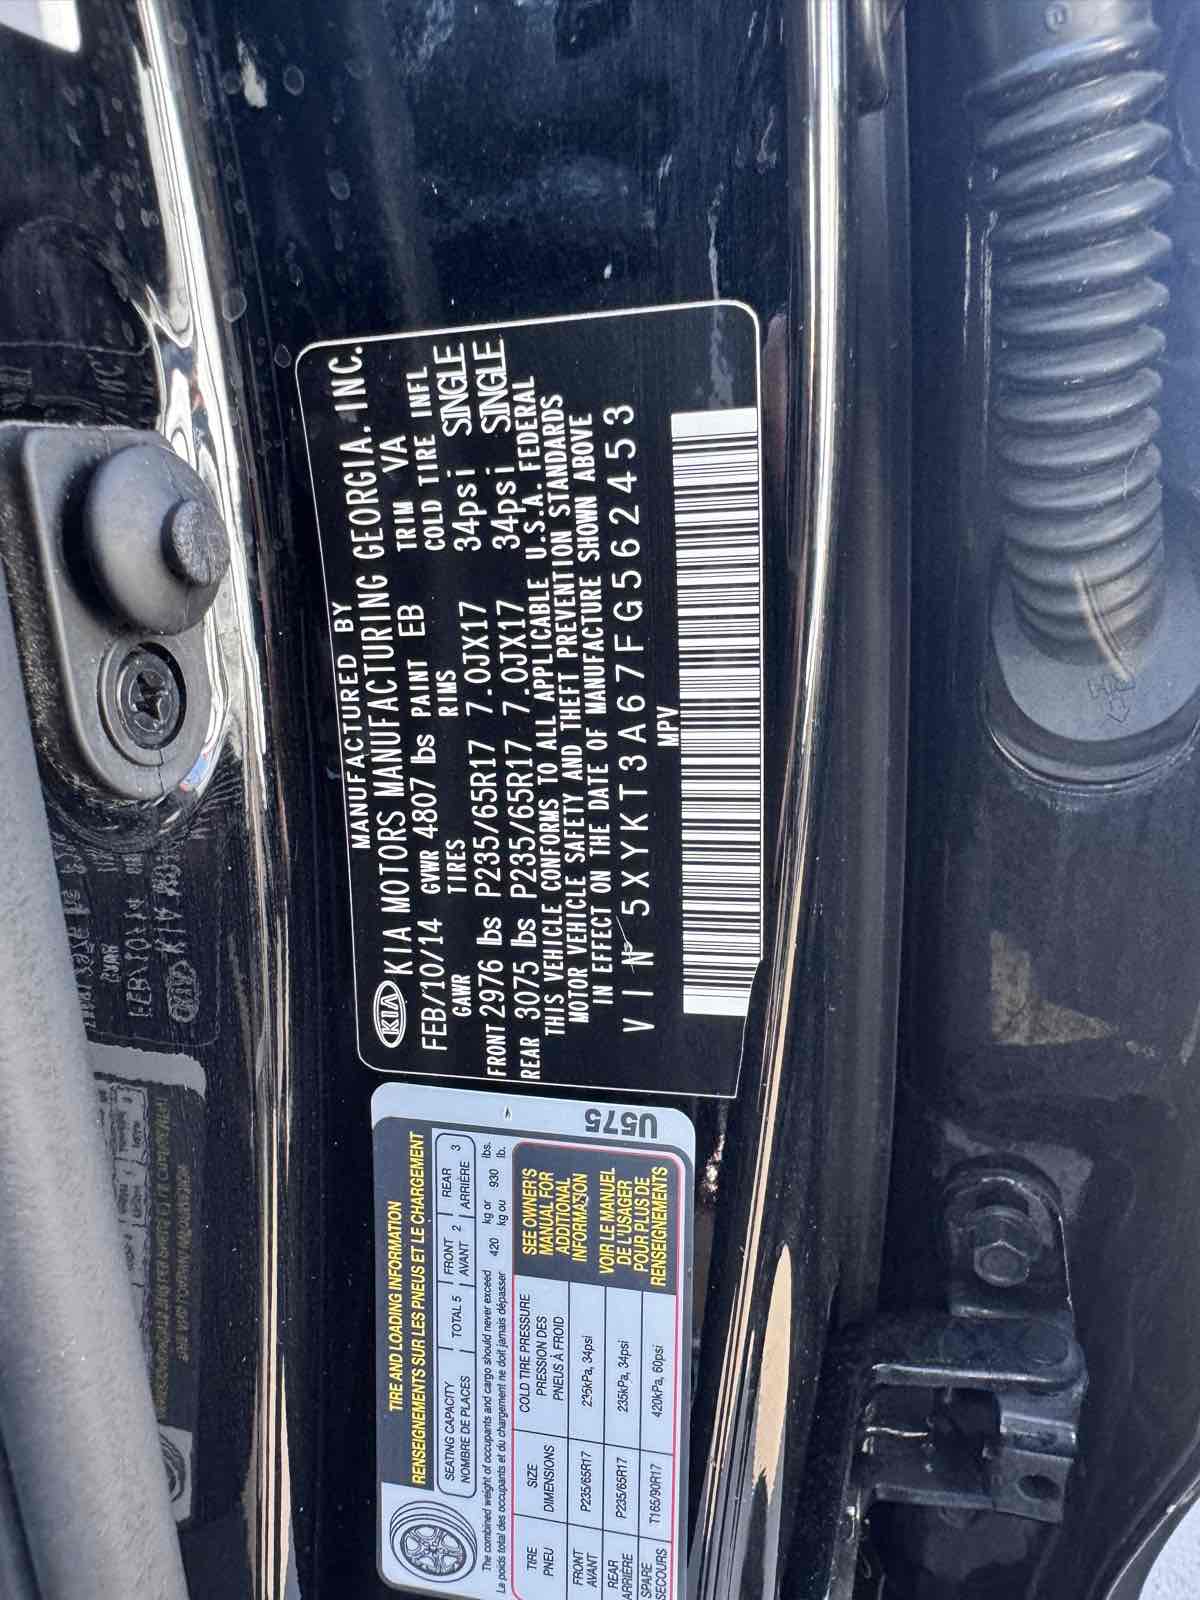 MANUFACTURED BY
KIA KIA MOTORS MANUFACTURING GEORGIA, INC.
FEB/10/14 GVWR 4807 lbs PAINT EB TRIM VA
GAWR TIRES RIMS COLD TIRE INFL
FRONT 2976 lbs P235/65R17 7.0JX17 34psi SINGLE
REAR 3075 lbs P235/65R17 7.0JX17 34psi SINGLE
THIS VEHICLE CONFORMS TO ALL APPLICABLE U.S.A. FEDERAL
MOTOR VEHICLE SAFETY AND THEFT PREVENTION STANDARDS
IN EFFECT ON THE DATE OF MANUFACTURE SHOWN ABOVE
VIN 5XYKT3A67FG562453
MPV
TIRE AND LOADING INFORMATION
RENSEIGNEMENTS SUR LES PNEUS ET LE CHARGEMENT
SEATING CAPACITY
NOMBRE DE PLACES
TOTAL 5
FRONT 2 REAR 3
AVANT ARRIÈRE
The combined weight of occupants and cargo should never exceed 420 kg or 930 lbs.
Le poids total des occupants et du chargement ne doit jamais dépasser 420 kg ou 930 lb.
TIRE SIZE COLD TIRE PRESSURE
PNEU DIMENSIONS PRESSION DES
PNEUS À FROID
FRONT P235/65R17 235kPa, 34psi
AVANT
REAR P235/65R17 235kPa, 34psi
ARRIÈRE
SPARE T165/90R17 420kPa, 60psi
SECOURS
SEE OWNER'S
MANUAL FOR
ADDITIONAL
INFORMATION
VOIR LE MANUEL
DE L'USAGER
POUR PLUS DE
RENSEIGNEMENTS
U575